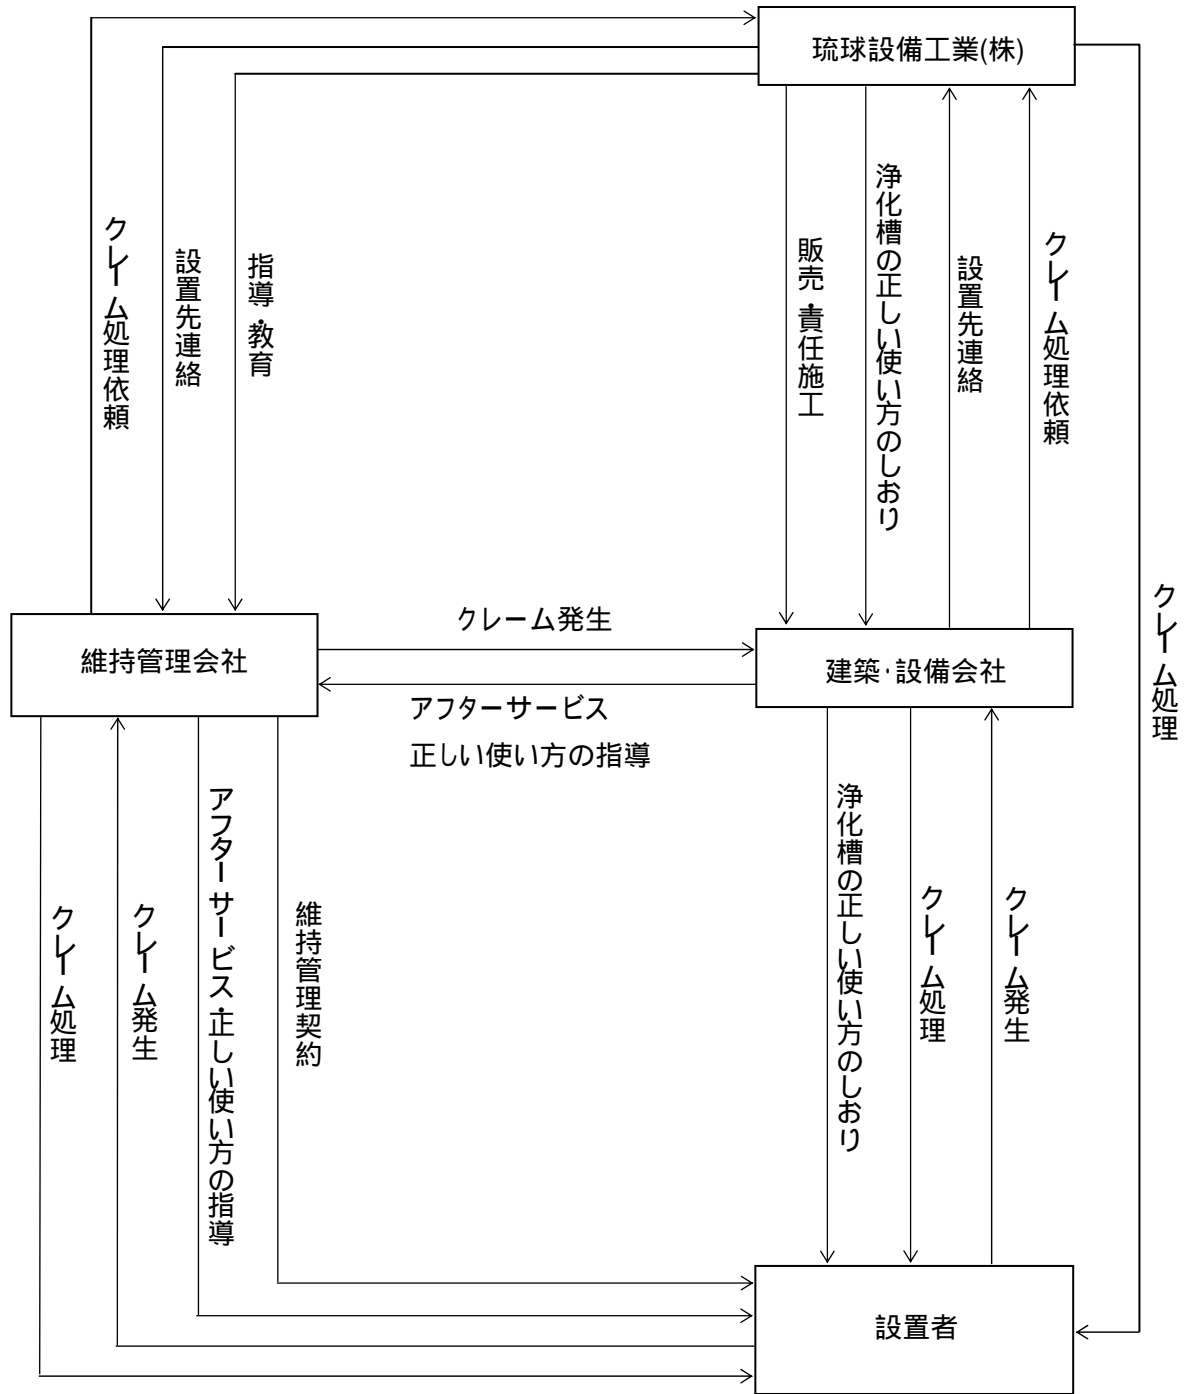 琉球設備工業(株)
クレーム処理依頼
設置先連絡
指導・教育
販売・責任施工
浄化槽の正しい使い方のしおり
設置先連絡
クレーム処理依頼
クレーム処理
維持管理会社
クレーム発生
建築・設備会社
アフターサービス
正しい使い方の指導
クレーム処理
クレーム発生
アフターサービス・正しい使い方の指導
維持管理契約
浄化槽の正しい使い方のしおり
クレーム処理
クレーム発生
設置者